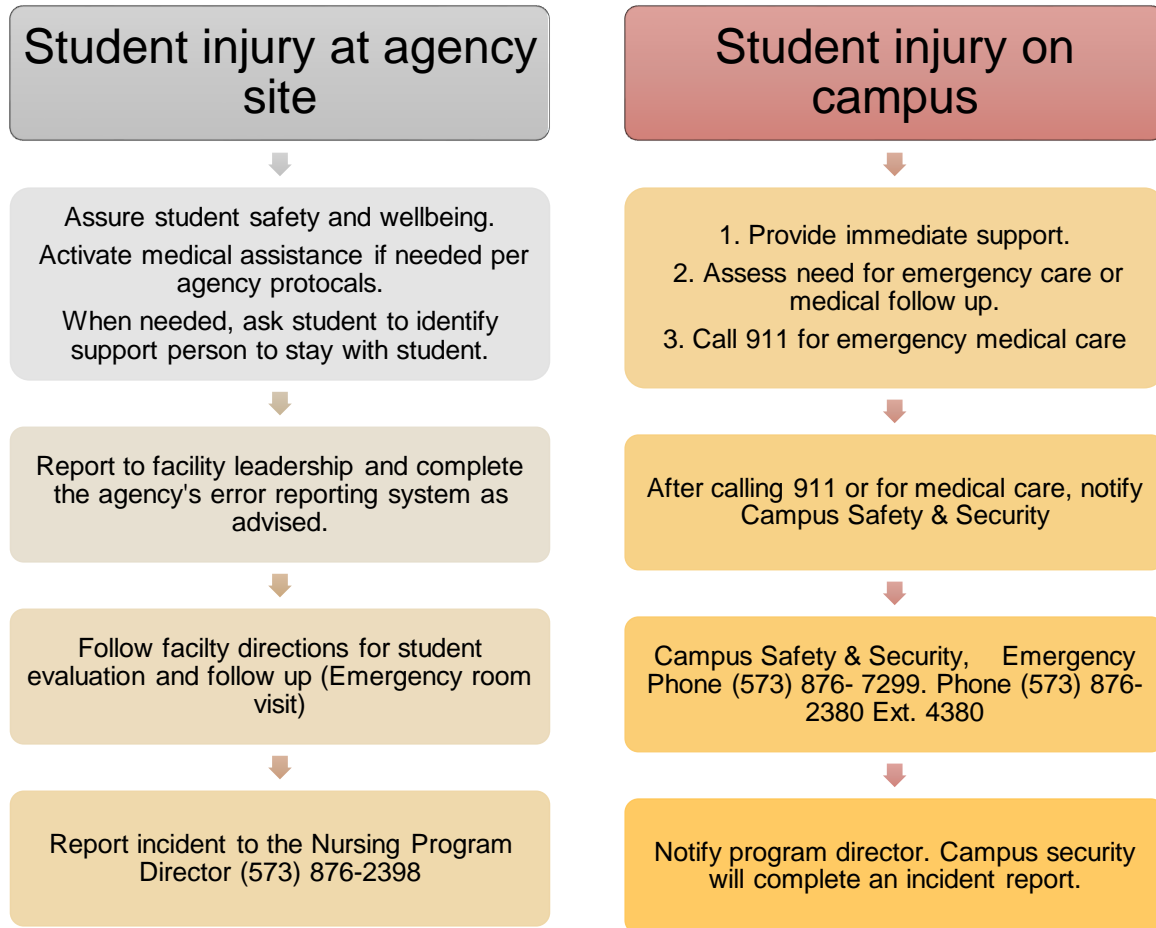 Student injury at agency
site
Assure student safety and wellbeing.
Activate medical assistance if needed per
agency protocals.
When needed, ask student to identify
support person to stay with student.
Report to facility leadership and complete
the agency's error reporting system as
advised.
Follow facilty directions for student
evaluation and follow up (Emergency room
visit)
Report incident to the Nursing Program
Director (573) 876-2398
Student injury on
campus
1. Provide immediate support.
2. Assess need for emergency care or
medical follow up.
3. Call 911 for emergency medical care
After calling 911 or for medical care, notify
Campus Safety & Security
Campus Safety & Security, Emergency
Phone (573) 876- 7299. Phone (573) 876-
2380 Ext. 4380
Notify program director. Campus security
will complete an incident report.